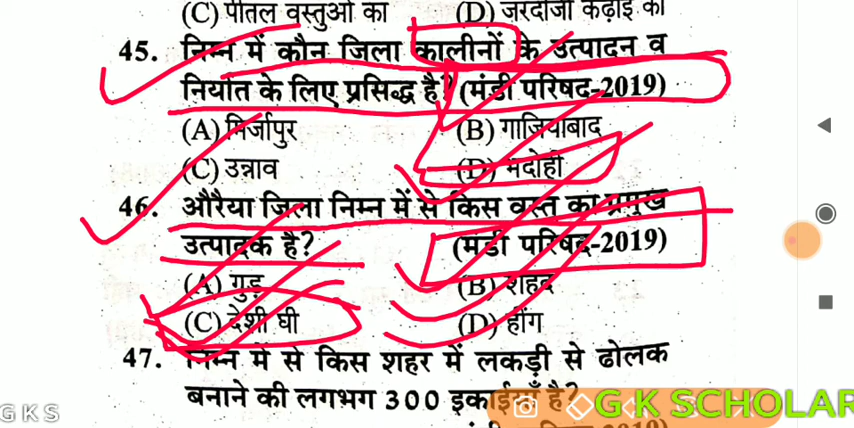 (C) पीतल वस्तुओं का (D) जरदोजी कढ़ाई का
45. निम्न में कौन जिला कालीनों के उत्पादन व
निर्यात के लिए प्रसिद्ध है? (मंडी परिषद-2019)
(A) मिर्जापुर (B) गाजियाबाद
(C) उन्नाव (D) भदोही
46. औरैया जिला निम्न में से किस वस्त का प्रमुख
उत्पादक है? (मंडी परिषद-2019)
(A) गुड़ (B) शहद
(C) देशी घी (D) हींग
47. निम्न में से किस शहर में लकड़ी से ढोलक
बनाने की लगभग 300 इकाईयाँ है?
GKS
G K SCHOLAR